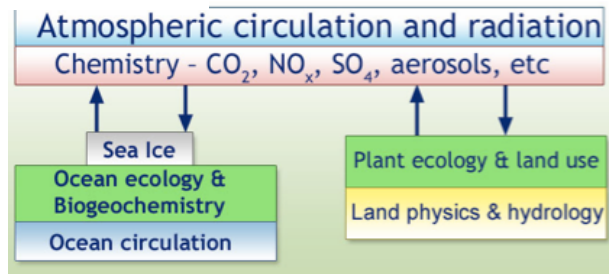 Atmospheric circulation and radiation
Chemistry – CO₂, NOₓ, SO₄, aerosols, etc
Sea Ice
Ocean ecology &
Biogeochemistry
Ocean circulation
Plant ecology & land use
Land physics & hydrology